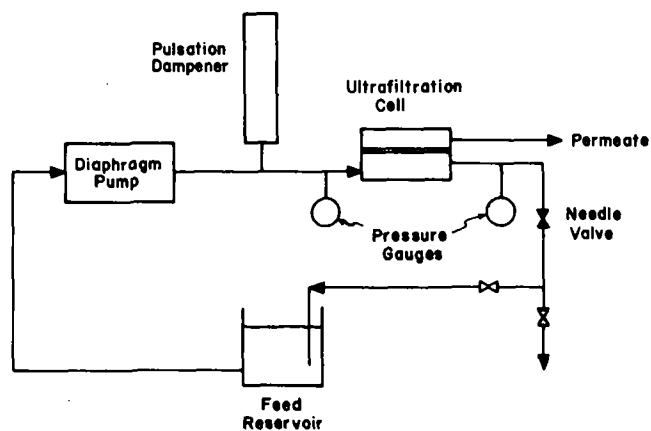 Pulsation
Dampener
Ultrafiltration
Cell
Permeate
Diaphragm
Pump
Pressure
Gauges
Needle
Valve
Feed
Reservoir